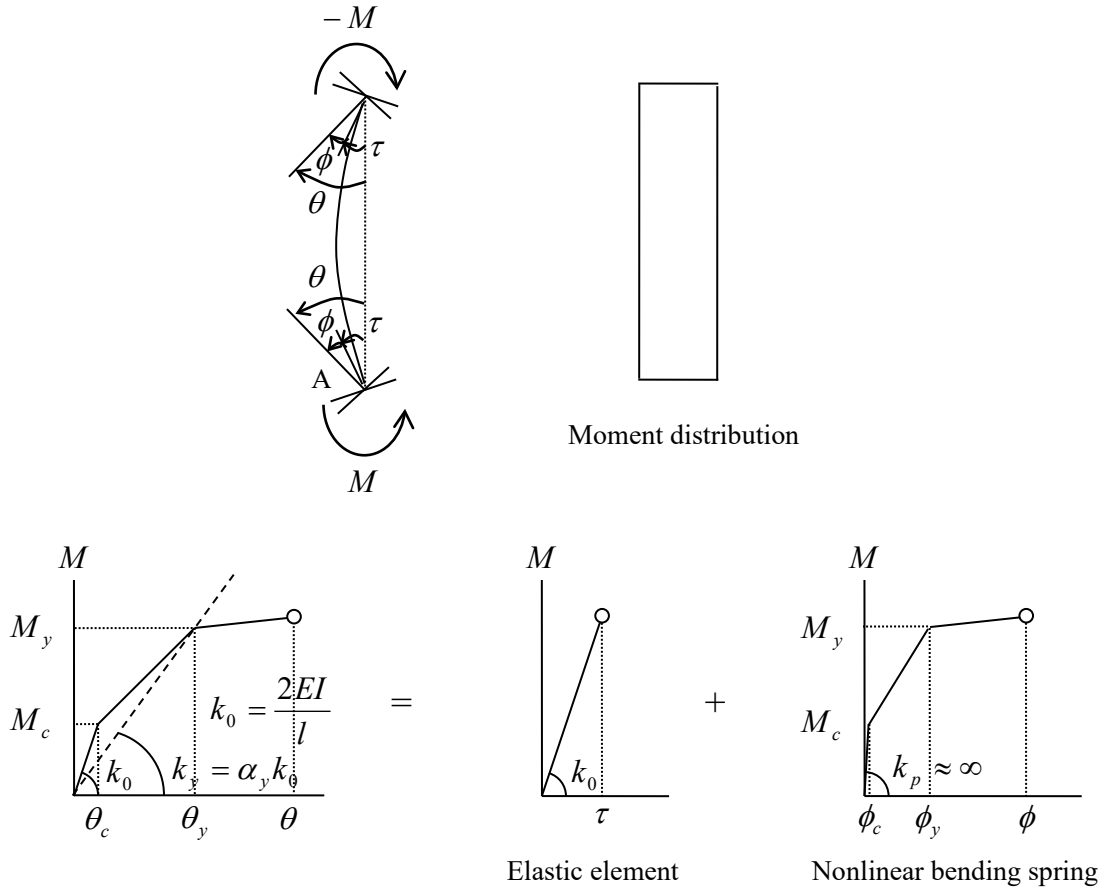 − M
ϕ τ
θ
θ
ϕ τ
A
M
Moment distribution
M
M_y
M_c
k_0 = 2EI/l
k_0
k_y = α_y k_0
θ_c θ_y θ
=
M
k_0
τ
Elastic element
+
M
M_y
M_c
k_p ≈ ∞
ϕ_c ϕ_y ϕ
Nonlinear bending spring